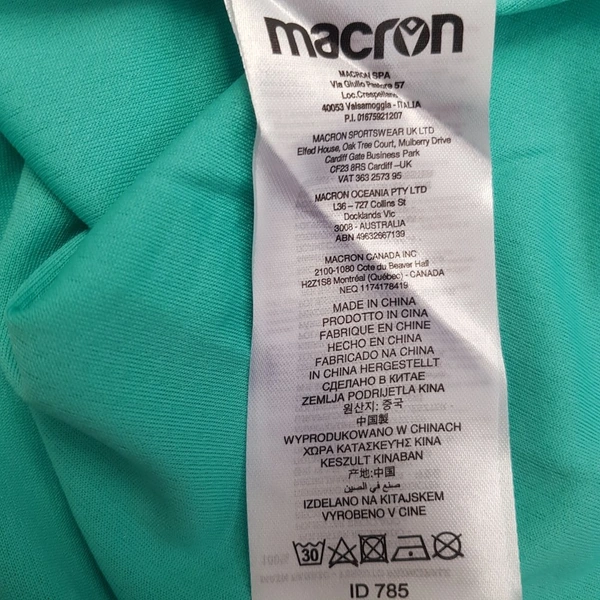 macron
MACRON SPA
Via Giulio Pastore 57
Loc.Crespellano
40053 Valsamoggia - ITALIA
P.I. 01675921207
MACRON SPORTSWEAR UK LTD
Elfed House, Oak Tree Court, Mulberry Drive
Cardiff Gate Business Park
CF23 8RS Cardiff –UK
VAT 363 2573 95
MACRON OCEANIA PTY LTD
L36 – 727 Collins St
Docklands Vic
3008 - AUSTRALIA
ABN 49632667139
MACRON CANADA INC
2100-1080 Cote du Beaver Hall
H2Z1S8 Montréal (Québec) - CANADA
NEQ 1174178419
MADE IN CHINA
PRODOTTO IN CINA
FABRIQUE EN CHINE
HECHO EN CHINA
FABRICADO NA CHINA
IN CHINA HERGESTELLT
СДЕЛАНО В КИТАЕ
ZEMLJA PODRIJETLA KINA
원산지: 중국
中国製
WYPRODUKOWANO W CHINACH
ΧΩΡΑ ΚΑΤΑΣΚΕΥΗΣ ΚΙΝΑ
KESZULT KINABAN
产地:中国
صنع في الصين
IZDELANO NA KITAJSKEM
VYROBENO V CINE
30
ID 785